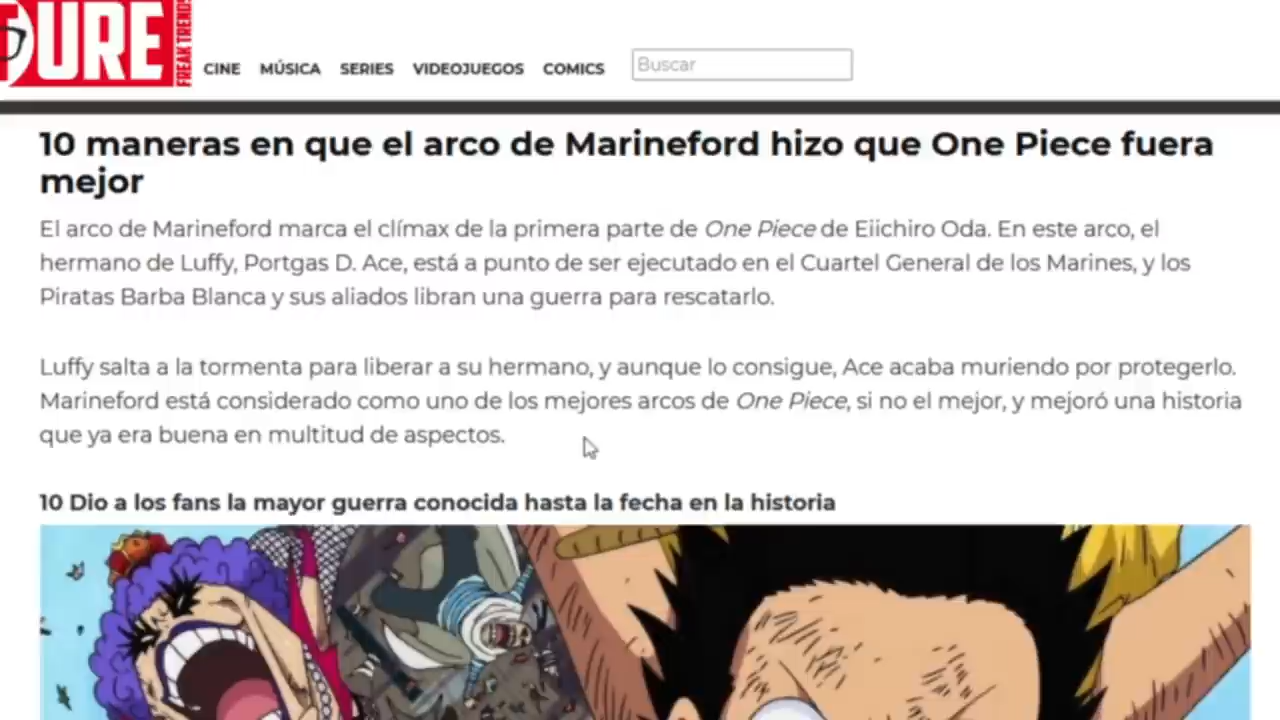 URE
FREAK TRENDS
CINE MÚSICA SERIES VIDEOJUEGOS COMICS Buscar
10 maneras en que el arco de Marineford hizo que One Piece fuera
mejor
El arco de Marineford marca el clímax de la primera parte de One Piece de Eiichiro Oda. En este arco, el
hermano de Luffy, Portgas D. Ace, está a punto de ser ejecutado en el Cuartel General de los Marines, y los
Piratas Barba Blanca y sus aliados libran una guerra para rescatarlo.
Luffy salta a la tormenta para liberar a su hermano, y aunque lo consigue, Ace acaba muriendo por protegerlo.
Marineford está considerado como uno de los mejores arcos de One Piece, si no el mejor, y mejoró una historia
que ya era buena en multitud de aspectos.
10 Dio a los fans la mayor guerra conocida hasta la fecha en la historia